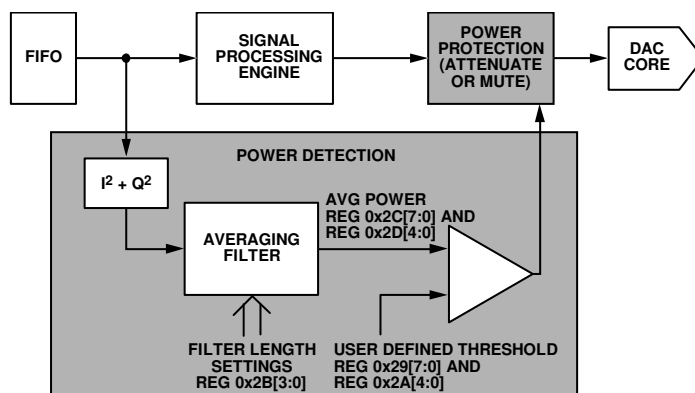 FIFO
SIGNAL
PROCESSING
ENGINE
POWER
PROTECTION
(ATTENUATE
OR MUTE)
DAC
CORE
POWER DETECTION
I² + Q²
AVERAGING
FILTER
AVG POWER
REG 0x2C[7:0] AND
REG 0x2D[4:0]
FILTER LENGTH
SETTINGS
REG 0x2B[3:0]
USER DEFINED THRESHOLD
REG 0x29[7:0] AND
REG 0x2A[4:0]